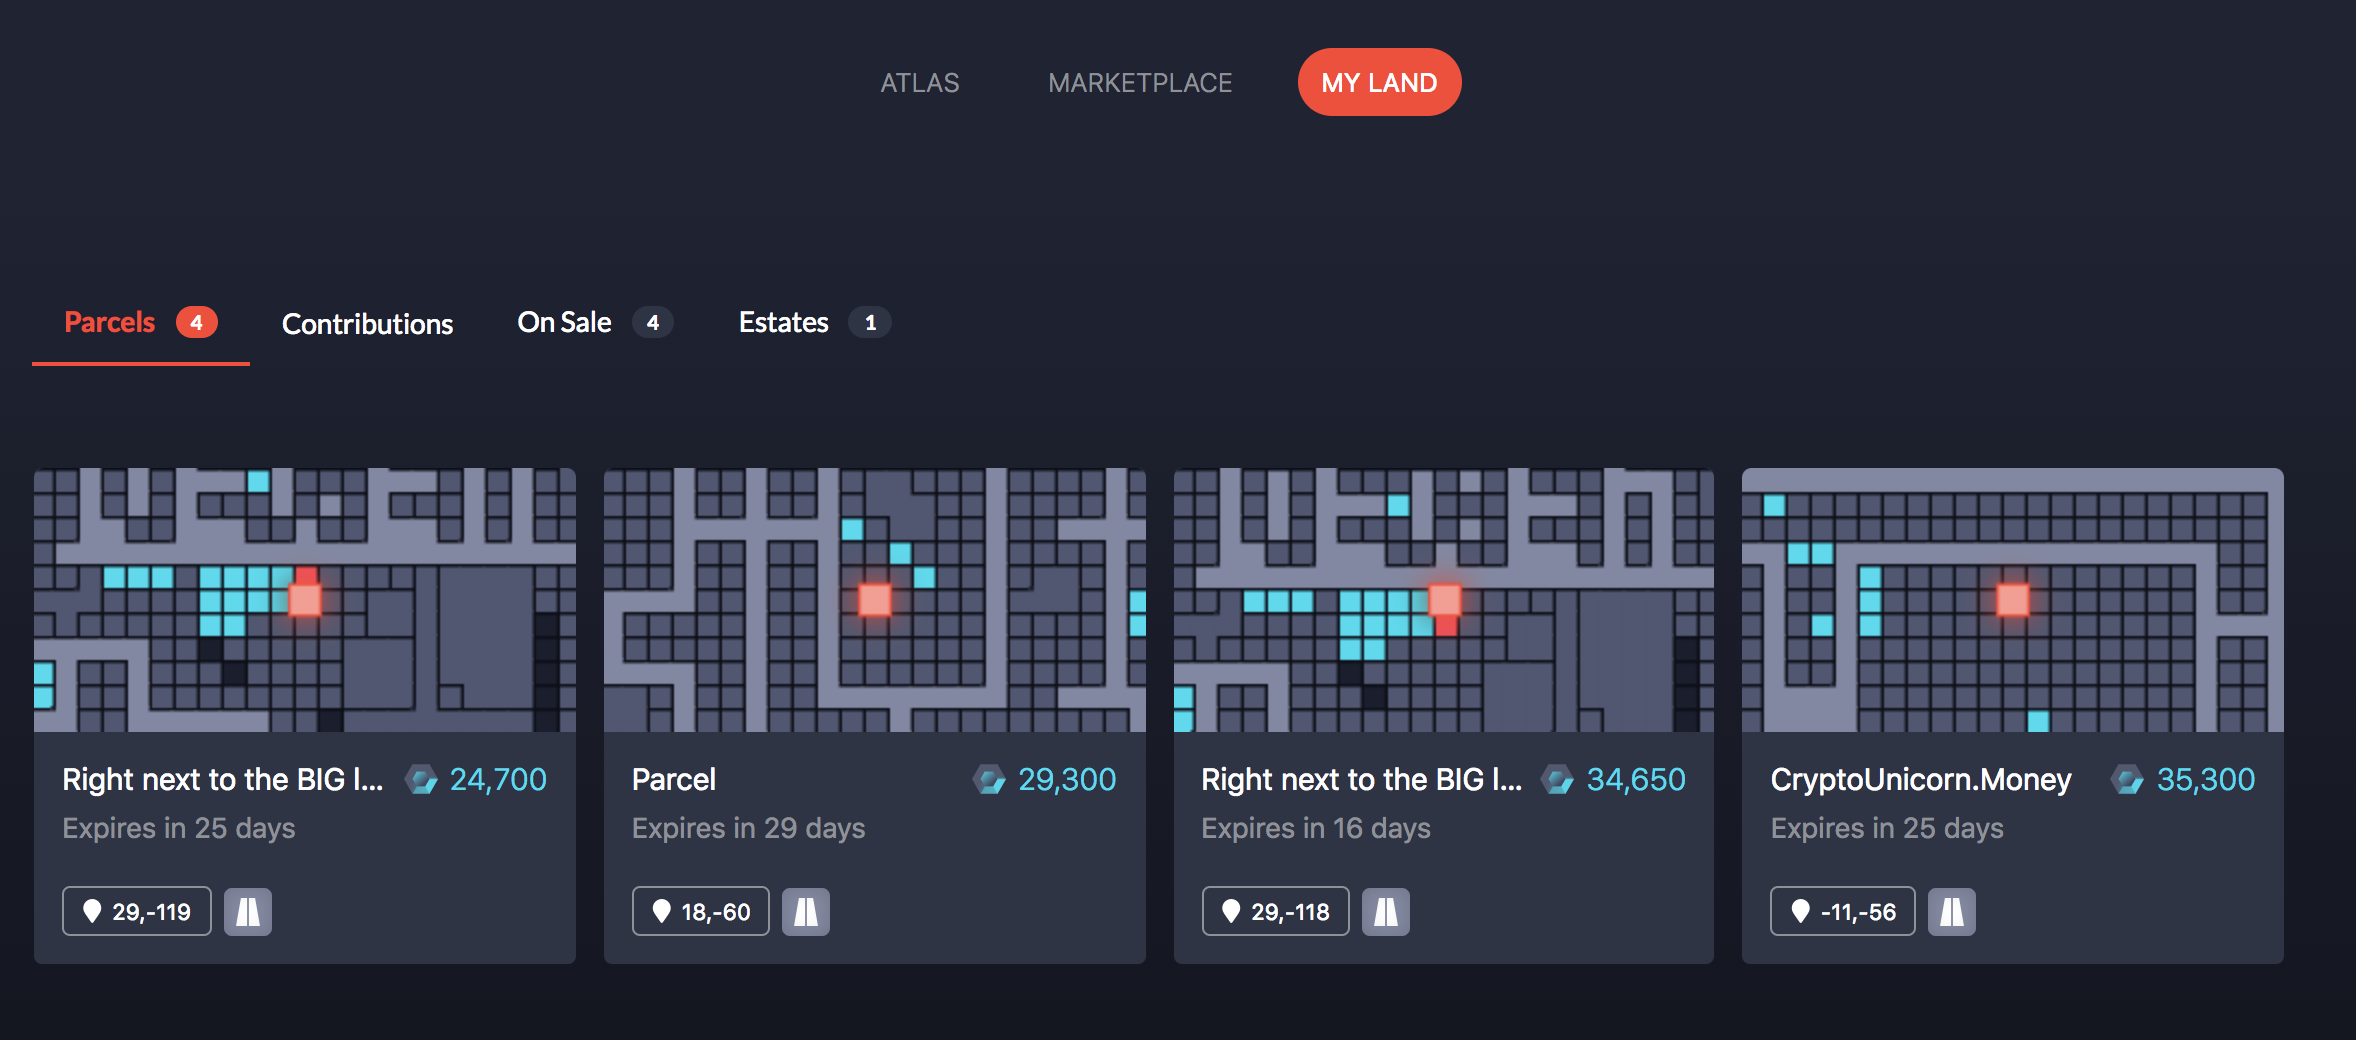 ATLAS MARKETPLACE MY LAND
Parcels 4 Contributions On Sale 4 Estates 1
Right next to the BIG l... 24,700
Expires in 25 days
29,-119
Parcel 29,300
Expires in 29 days
18,-60
Right next to the BIG l... 34,650
Expires in 16 days
29,-118
CryptoUnicorn.Money 35,300
Expires in 25 days
-11,-56